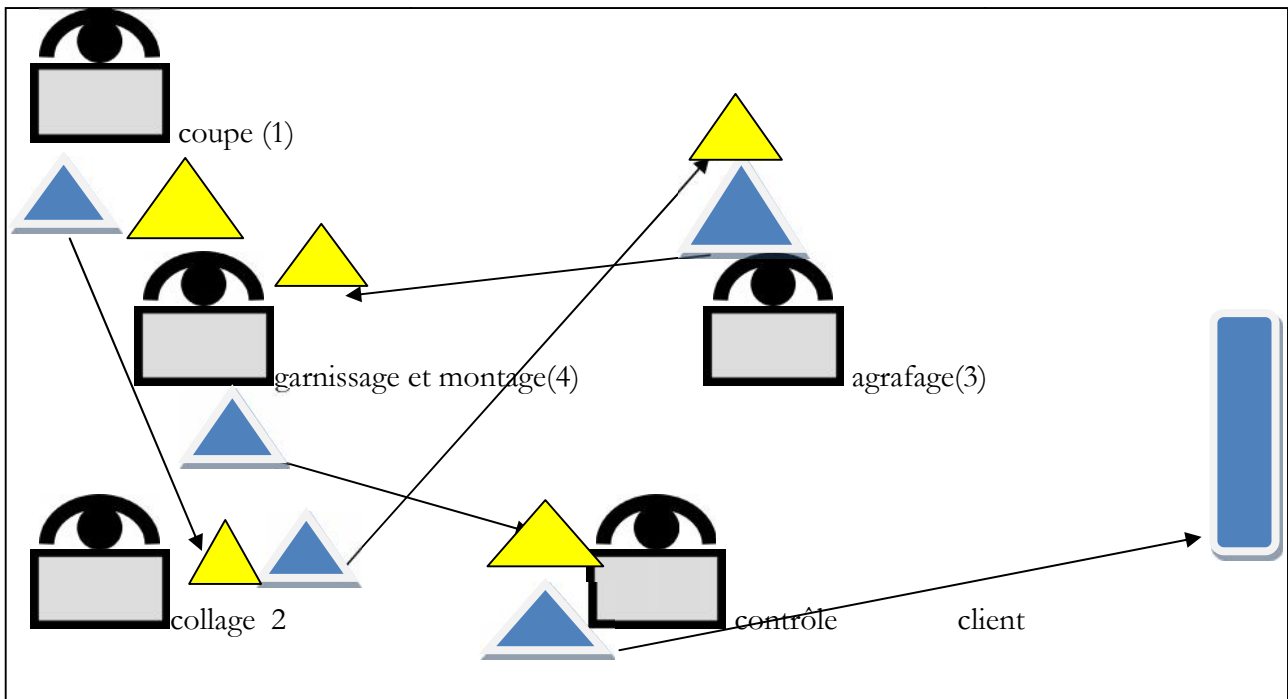 coupe (1)
garnissage et montage(4)
agrafage(3)
collage 2
contrôle
client